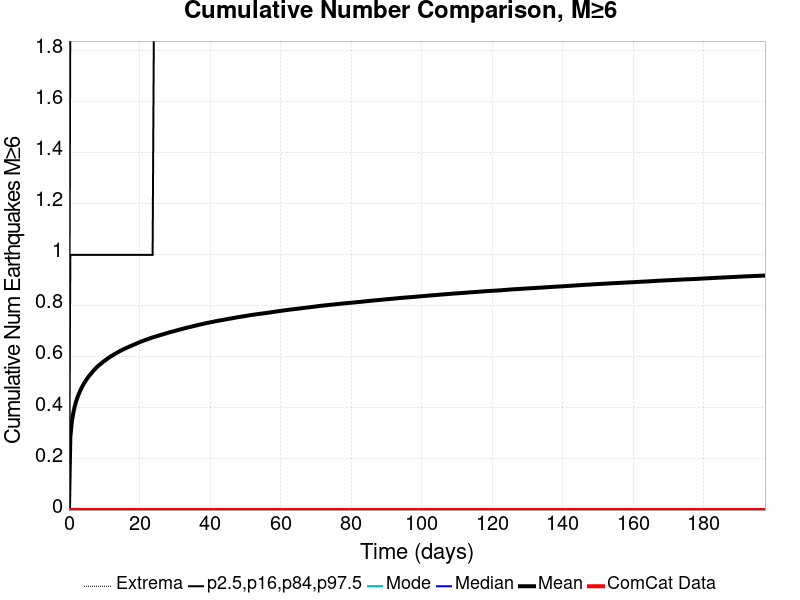 Cumulative Number Comparison, M≥6
Cumulative Num Earthquakes M≥6
1.8
1.6
1.4
1.2
1
0.8
0.6
0.4
0.2
0
0 20 40 60 80 100 120 140 160 180
Time (days)
Extrema p2.5,p16,p84,p97.5 Mode Median Mean ComCat Data